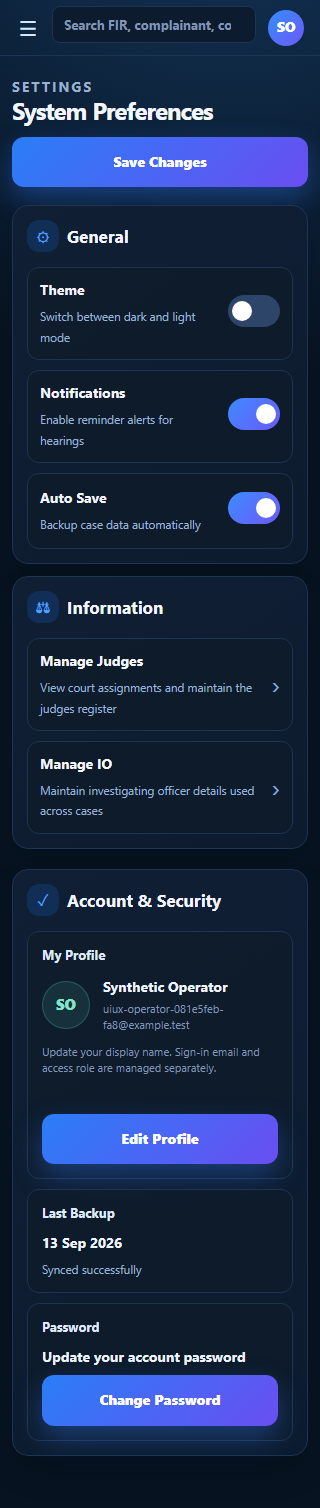 Search FIR, complainant, co
SO
SETTINGS
System Preferences
Save Changes
General
Theme
Switch between dark and light
mode
Notifications
Enable reminder alerts for
hearings
Auto Save
Backup case data automatically
Information
Manage Judges
View court assignments and maintain the
judges register
Manage IO
Maintain investigating officer details used
across cases
Account & Security
My Profile
SO
Synthetic Operator
uiux-operator-081e5feb-
fa8@example.test
Update your display name. Sign-in email and
access role are managed separately.
Edit Profile
Last Backup
13 Sep 2026
Synced successfully
Password
Update your account password
Change Password